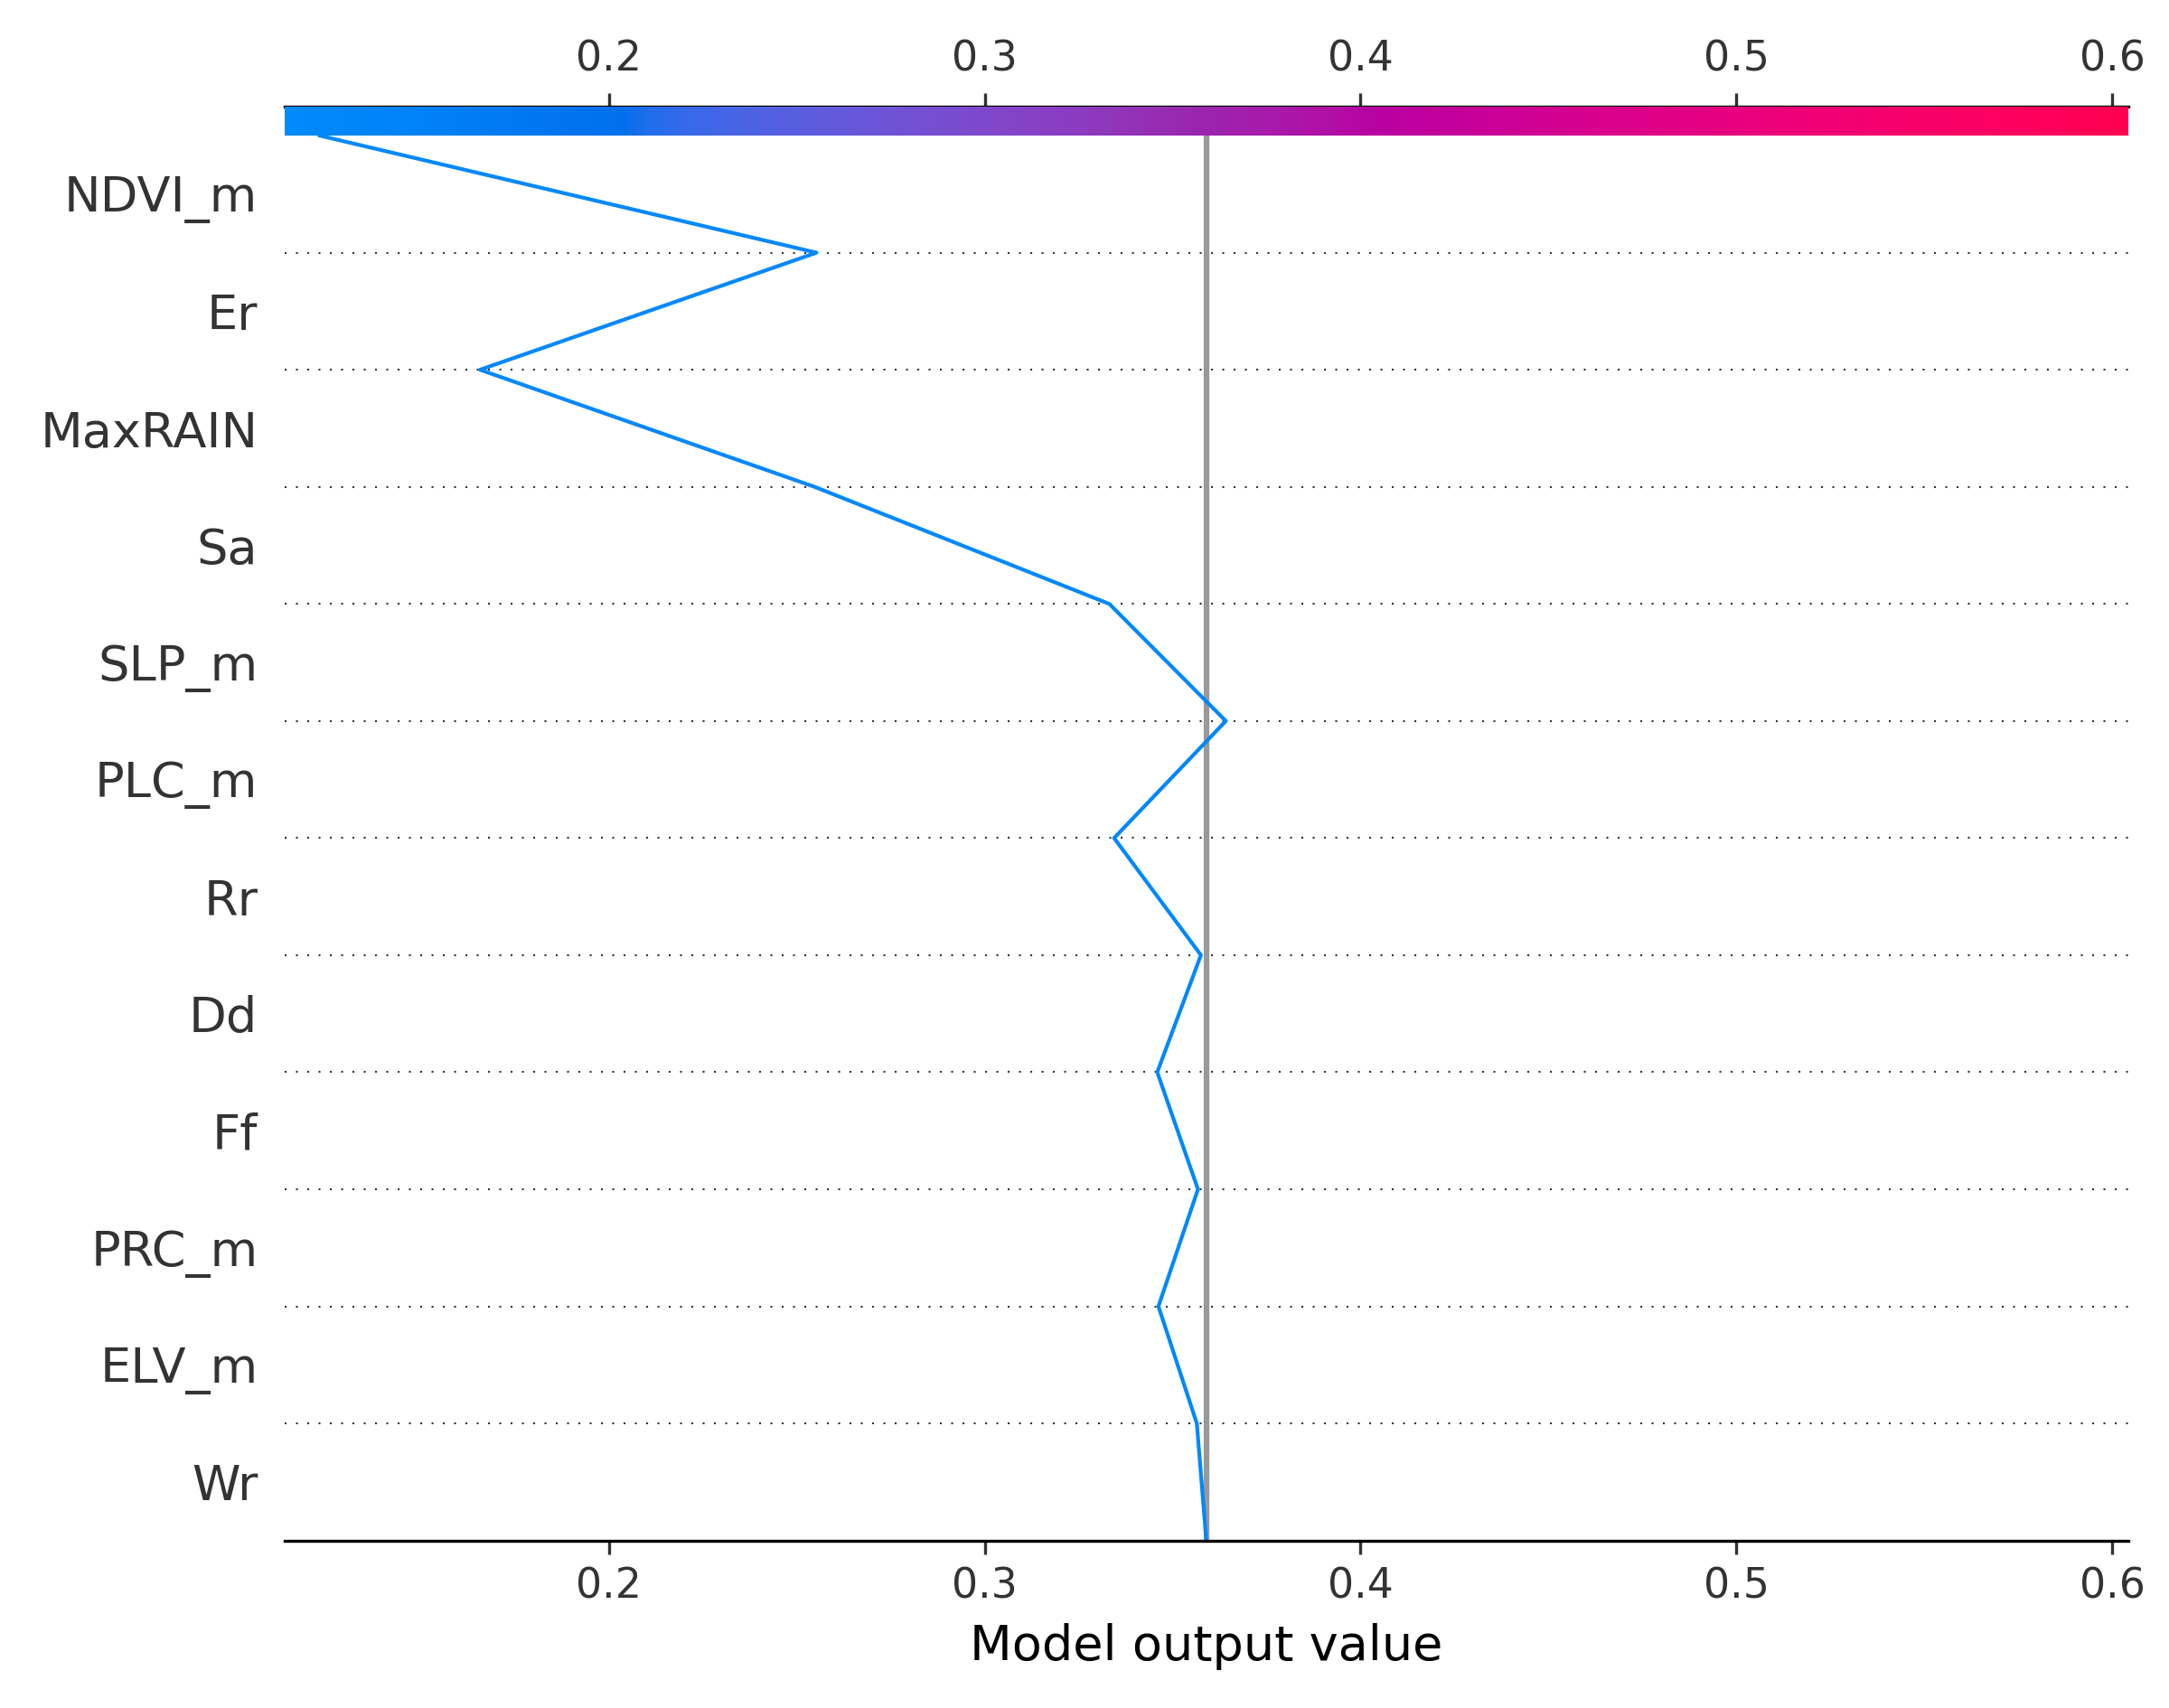 0.2 0.3 0.4 0.5 0.6
NDVI_m
Er
MaxRAIN
Sa
SLP_m
PLC_m
Rr
Dd
Ff
PRC_m
ELV_m
Wr
0.2 0.3 0.4 0.5 0.6
Model output value